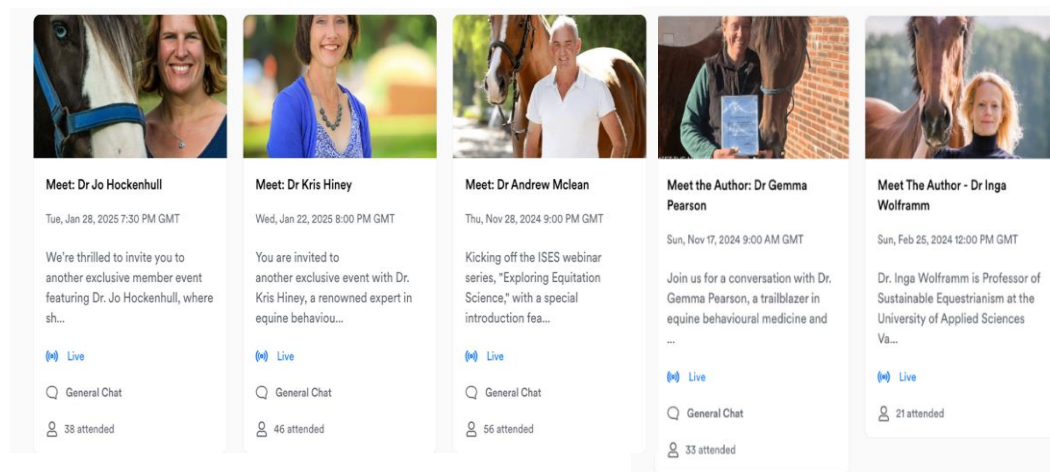 Meet: Dr Jo Hockenhull
Tue, Jan 28, 2025 7:30 PM GMT
We're thrilled to invite you to
another exclusive member event
featuring Dr. Jo Hockenhull, where
sh...
Live
General Chat
38 attended
Meet: Dr Kris Hiney
Wed, Jan 22, 2025 8:00 PM GMT
You are invited to
another exclusive event with Dr.
Kris Hiney, a renowned expert in
equine behaviou...
Live
General Chat
46 attended
Meet: Dr Andrew Mclean
Thu, Nov 28, 2024 9:00 PM GMT
Kicking off the ISES webinar
series, "Exploring Equitation
Science," with a special
introduction fea...
Live
General Chat
56 attended
Meet the Author: Dr Gemma
Pearson
Sun, Nov 17, 2024 9:00 AM GMT
Join us for a conversation with Dr.
Gemma Pearson, a trailblazer in
equine behavioural medicine and
...
Live
General Chat
33 attended
Meet The Author - Dr Inga
Wolframm
Sun, Feb 25, 2024 12:00 PM GMT
Dr. Inga Wolframm is Professor of
Sustainable Equestrianism at the
University of Applied Sciences
Va...
Live
21 attended